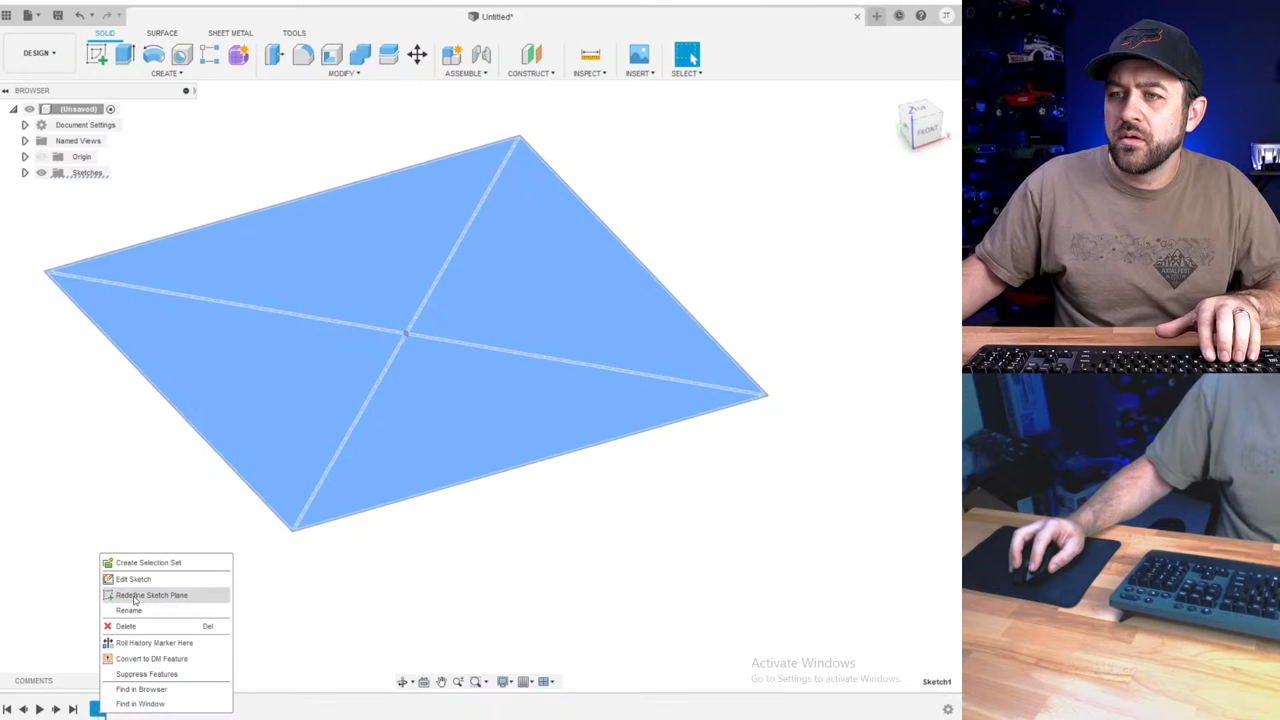 Untitled*
JT
DESIGN
SOLID
SURFACE
SHEET METAL
TOOLS
CREATE
MODIFY
ASSEMBLE
CONSTRUCT
INSPECT
INSERT
SELECT
BROWSER
(Unsaved)
Document Settings
Named Views
Origin
Sketches
Z
FRONT
X
AXIALFEST
Create Selection Set
Edit Sketch
Redefine Sketch Plane
Rename
Delete Del
Roll History Marker Here
Convert to DM Feature
Suppress Features
Find in Browser
Find in Window
Activate Windows
Go to Settings to activate Windows.
COMMENTS
Sketch1